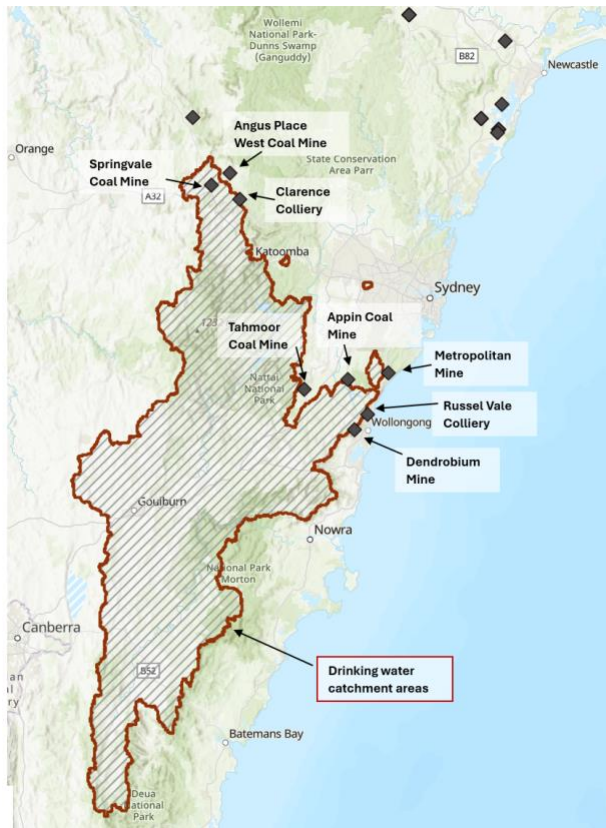 Wollemi
National Park-
Dunns Swamp
(Ganguddy)
B82
Newcastle
Orange
Angus Place
West Coal Mine
Springvale
Coal Mine
State Conservation
Area Parr
A32
Clarence
Colliery
Katoomba
Sydney
Tahmoor
Coal Mine
Appin Coal
Mine
Metropolitan
Mine
Nattai
National
Park
Russel Vale
Colliery
Wollongong
Dendrobium
Mine
Goulburn
Nowra
National Park
Morton
Canberra
B52
Drinking water
catchment areas
Batemans Bay
Deua
National
Park